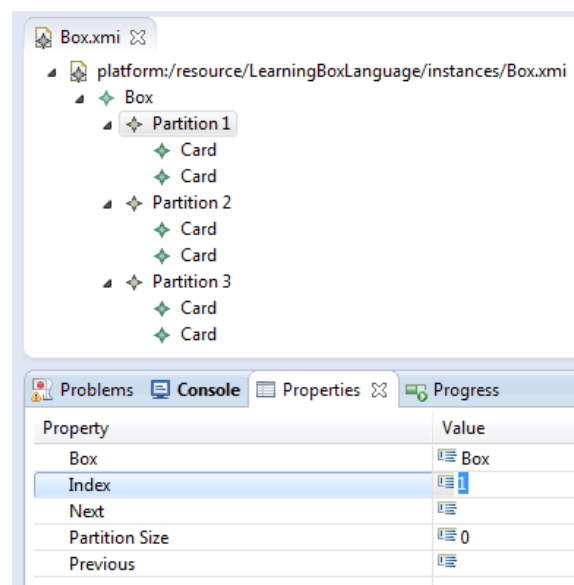 Box.xmi
platform:/resource/LearningBoxLanguage/instances/Box.xmi
Box
Partition 1
Card
Card
Partition 2
Card
Card
Partition 3
Card
Card
Problems Console Properties Progress
Property Value
Box Box
Index 1
Next
Partition Size 0
Previous